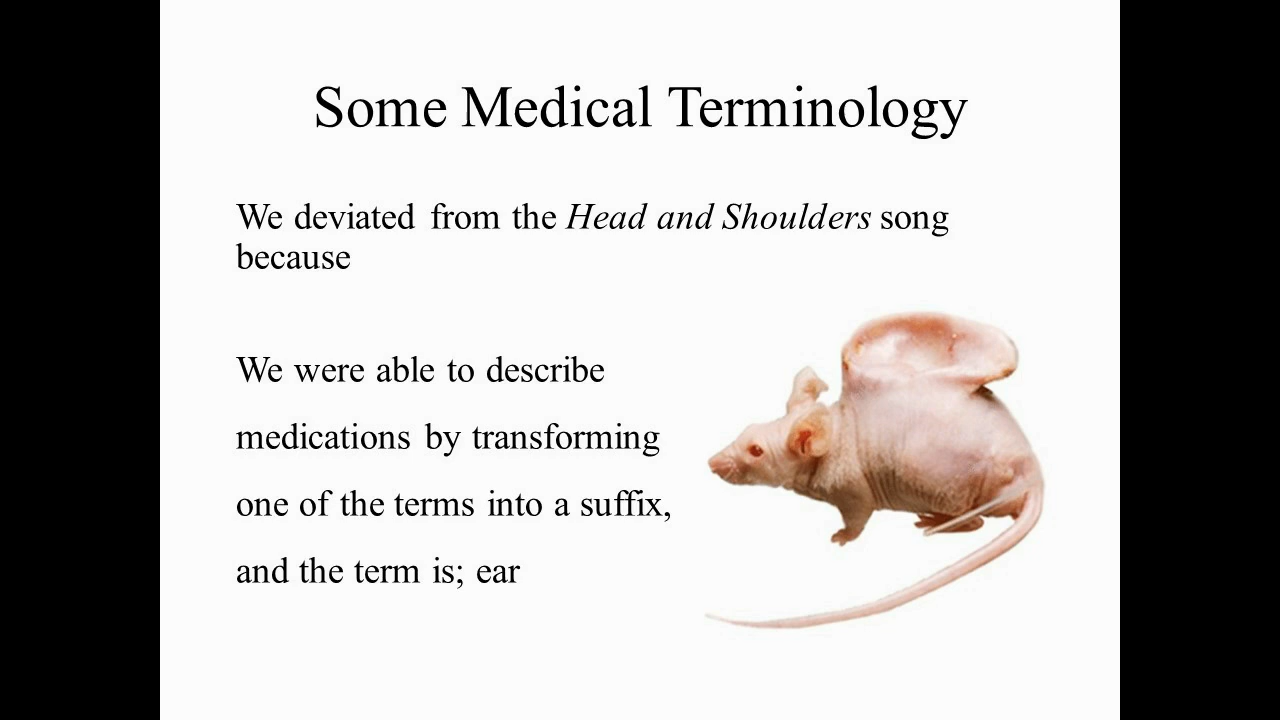 Some Medical Terminology
We deviated from the Head and Shoulders song
because
We were able to describe
medications by transforming
one of the terms into a suffix,
and the term is; ear